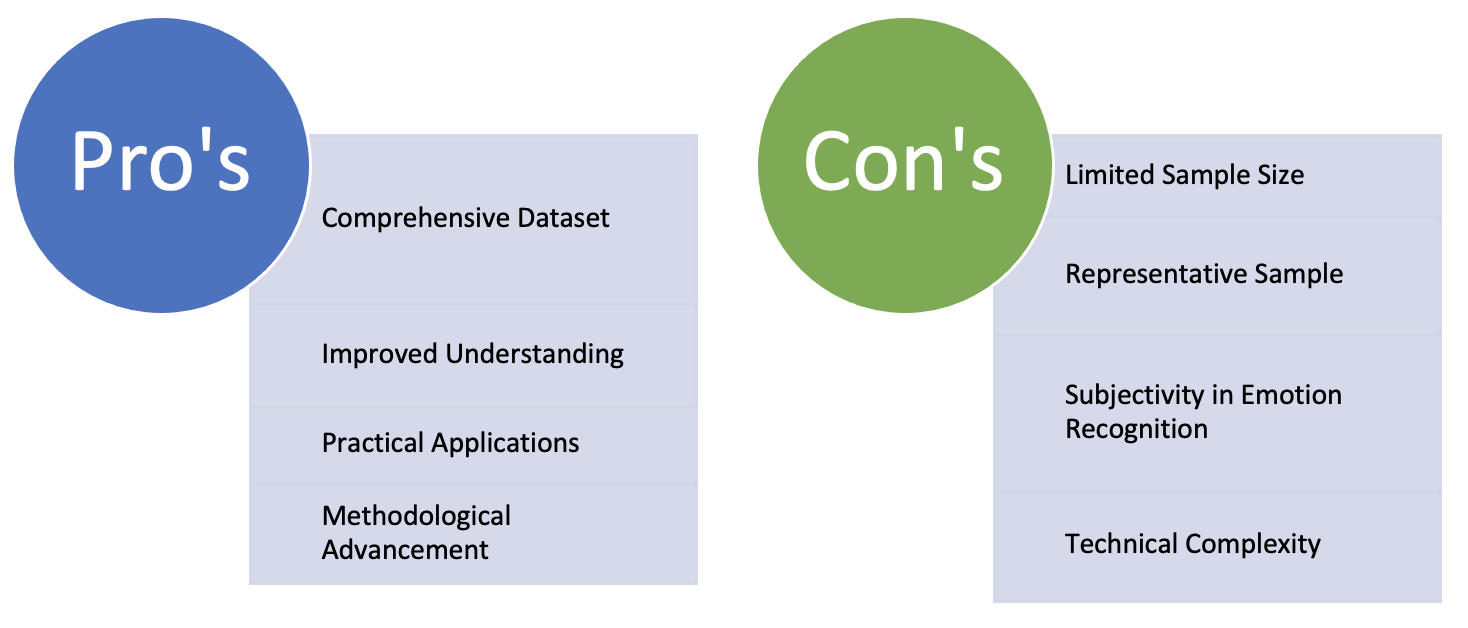 Pro's
Comprehensive Dataset
Improved Understanding
Practical Applications
Methodological
Advancement
Con's
Limited Sample Size
Representative Sample
Subjectivity in Emotion
Recognition
Technical Complexity